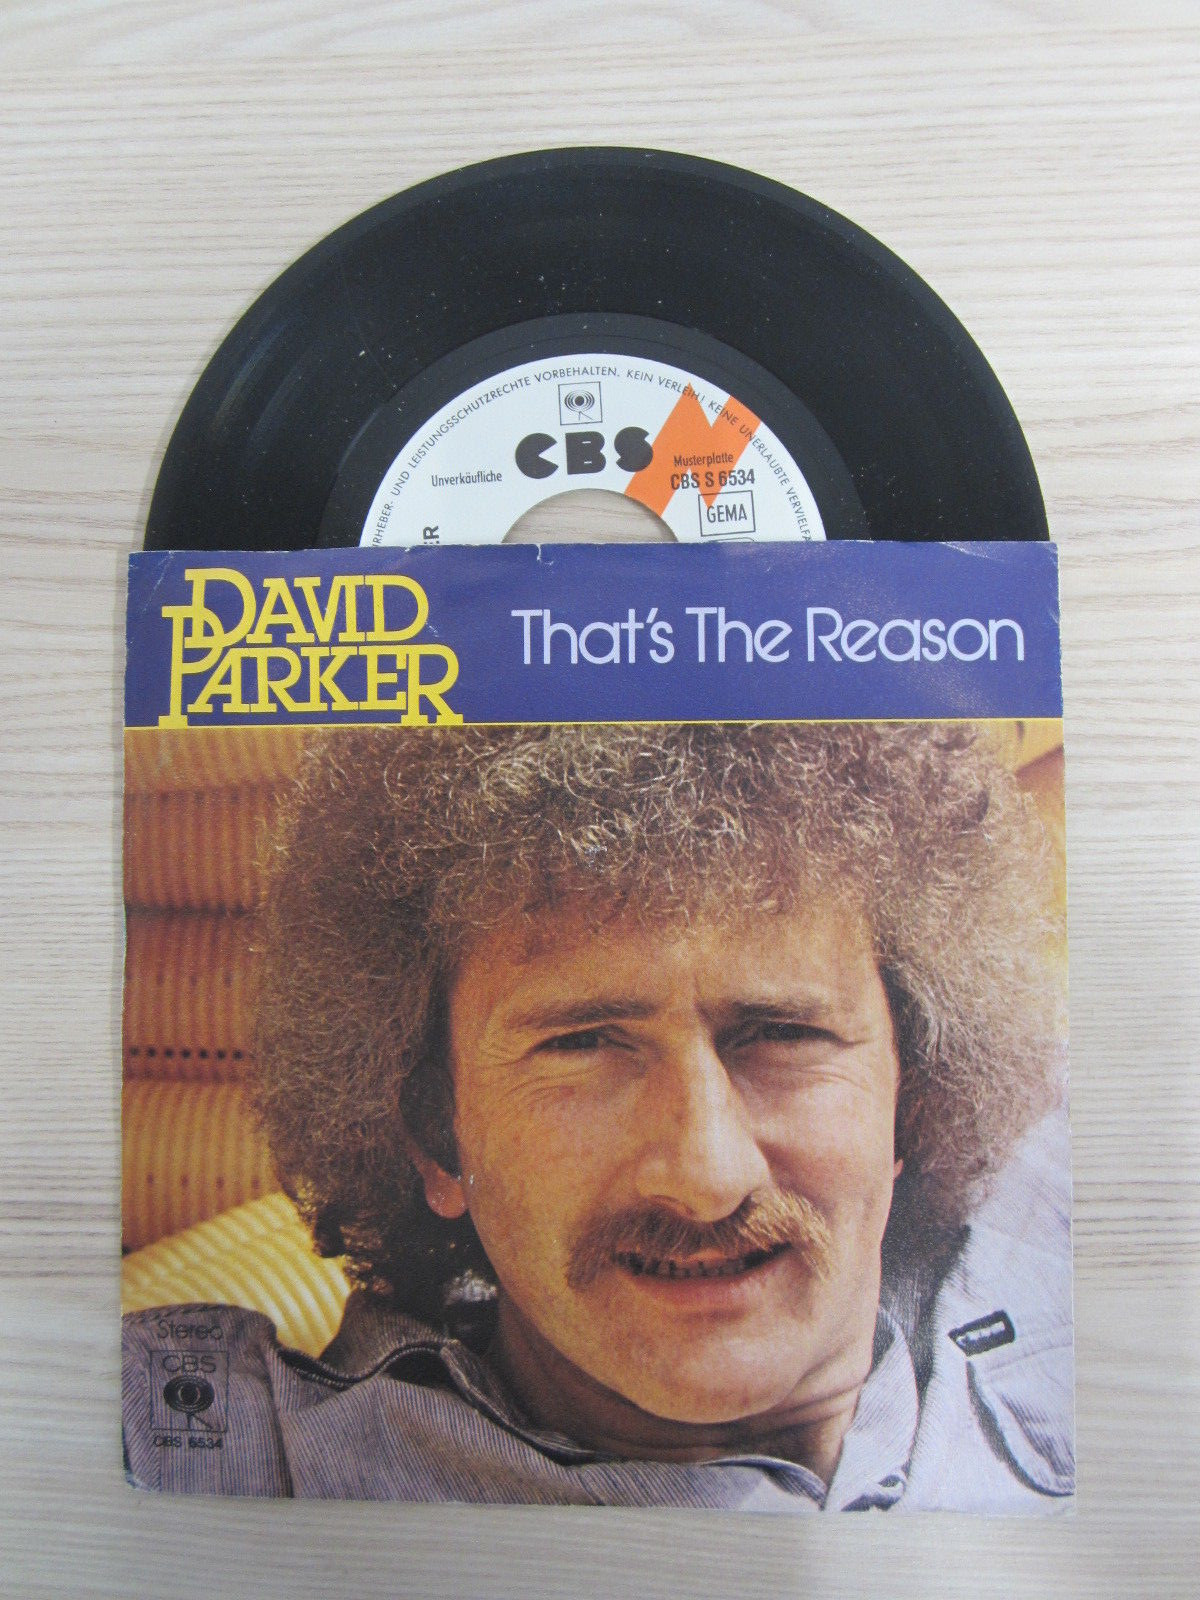 URHEBER- UND LEISTUNGSSCHUTZRECHTE VORBEHALTEN. KEIN VERLEIH! KEINE UNERLAUBTE
CBS
Unverkäufliche
Musterplatte
CBS S 6534
GEMA
DAVID
PARKER
That's The Reason
Stereo
CBS
CBS 6534